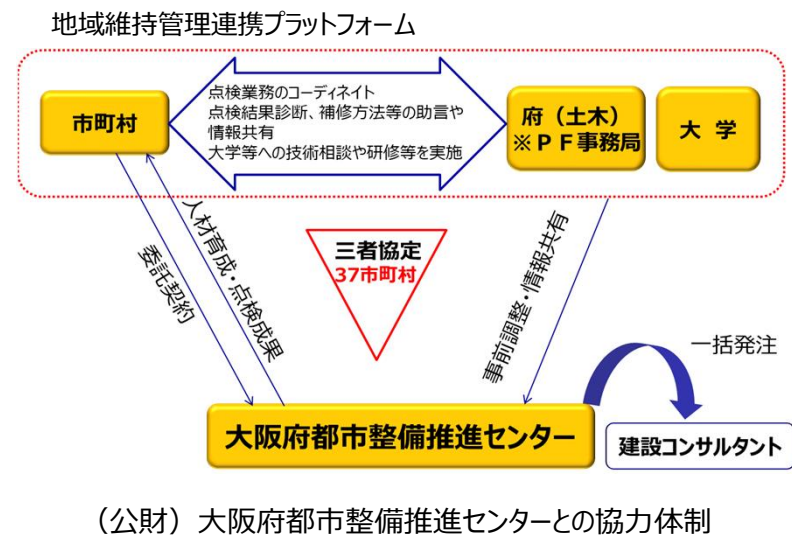 地域維持管理連携プラットフォーム
市町村
点検業務のコーディネイト
点検結果診断、補修方法等の助言や
情報共有
大学等への技術相談や研修等を実施
府（土木）
※ＰＦ事務局
大 学
人材育成・点検成果
委託契約
三者協定
37市町村
事前調整・情報共有
一括発注
大阪府都市整備推進センター
建設コンサルタント
（公財）大阪府都市整備推進センターとの協力体制